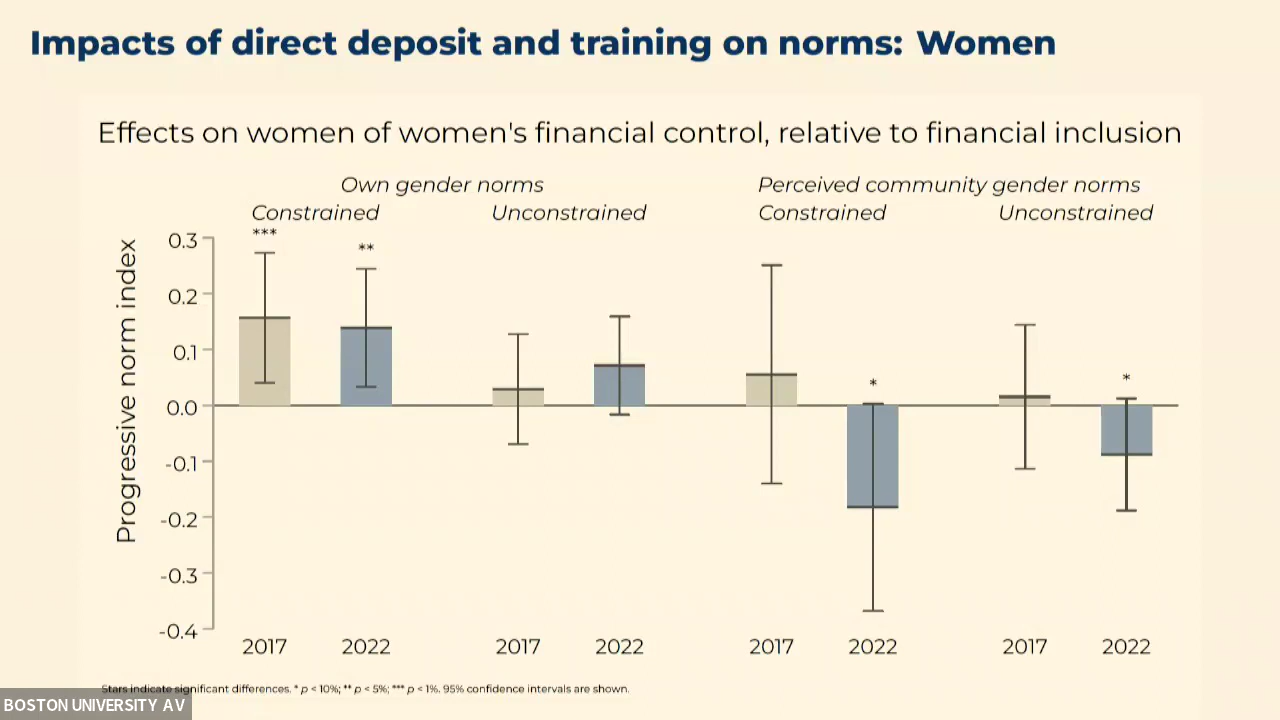 Impacts of direct deposit and training on norms: Women
Effects on women of women's financial control, relative to financial inclusion
Own gender norms
Perceived community gender norms
Constrained
Unconstrained
Constrained
Unconstrained
***
**
*
*
Progressive norm index
0.3
0.2
0.1
0.0
-0.1
-0.2
-0.3
-0.4
2017
2022
2017
2022
2017
2022
2017
2022
Stars indicate significant differences. * p < 10%; ** p < 5%; *** p < 1%. 95% confidence intervals are shown.
BOSTON UNIVERSITY AV